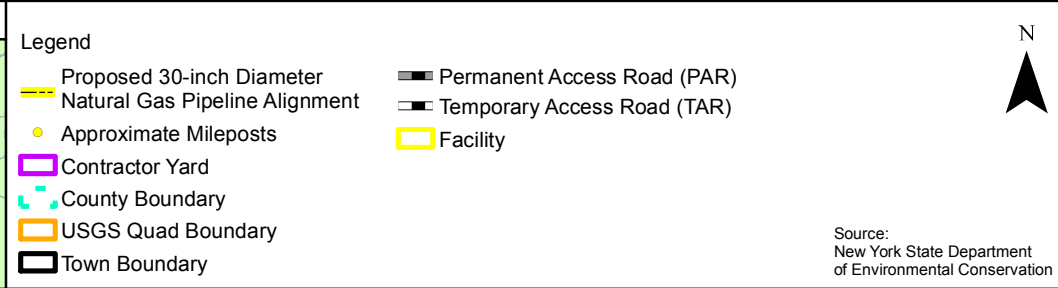 Legend
Proposed 30-inch Diameter
Natural Gas Pipeline Alignment
Approximate Mileposts
Contractor Yard
County Boundary
USGS Quad Boundary
Town Boundary
Permanent Access Road (PAR)
Temporary Access Road (TAR)
Facility
N
Source:
New York State Department
of Environmental Conservation